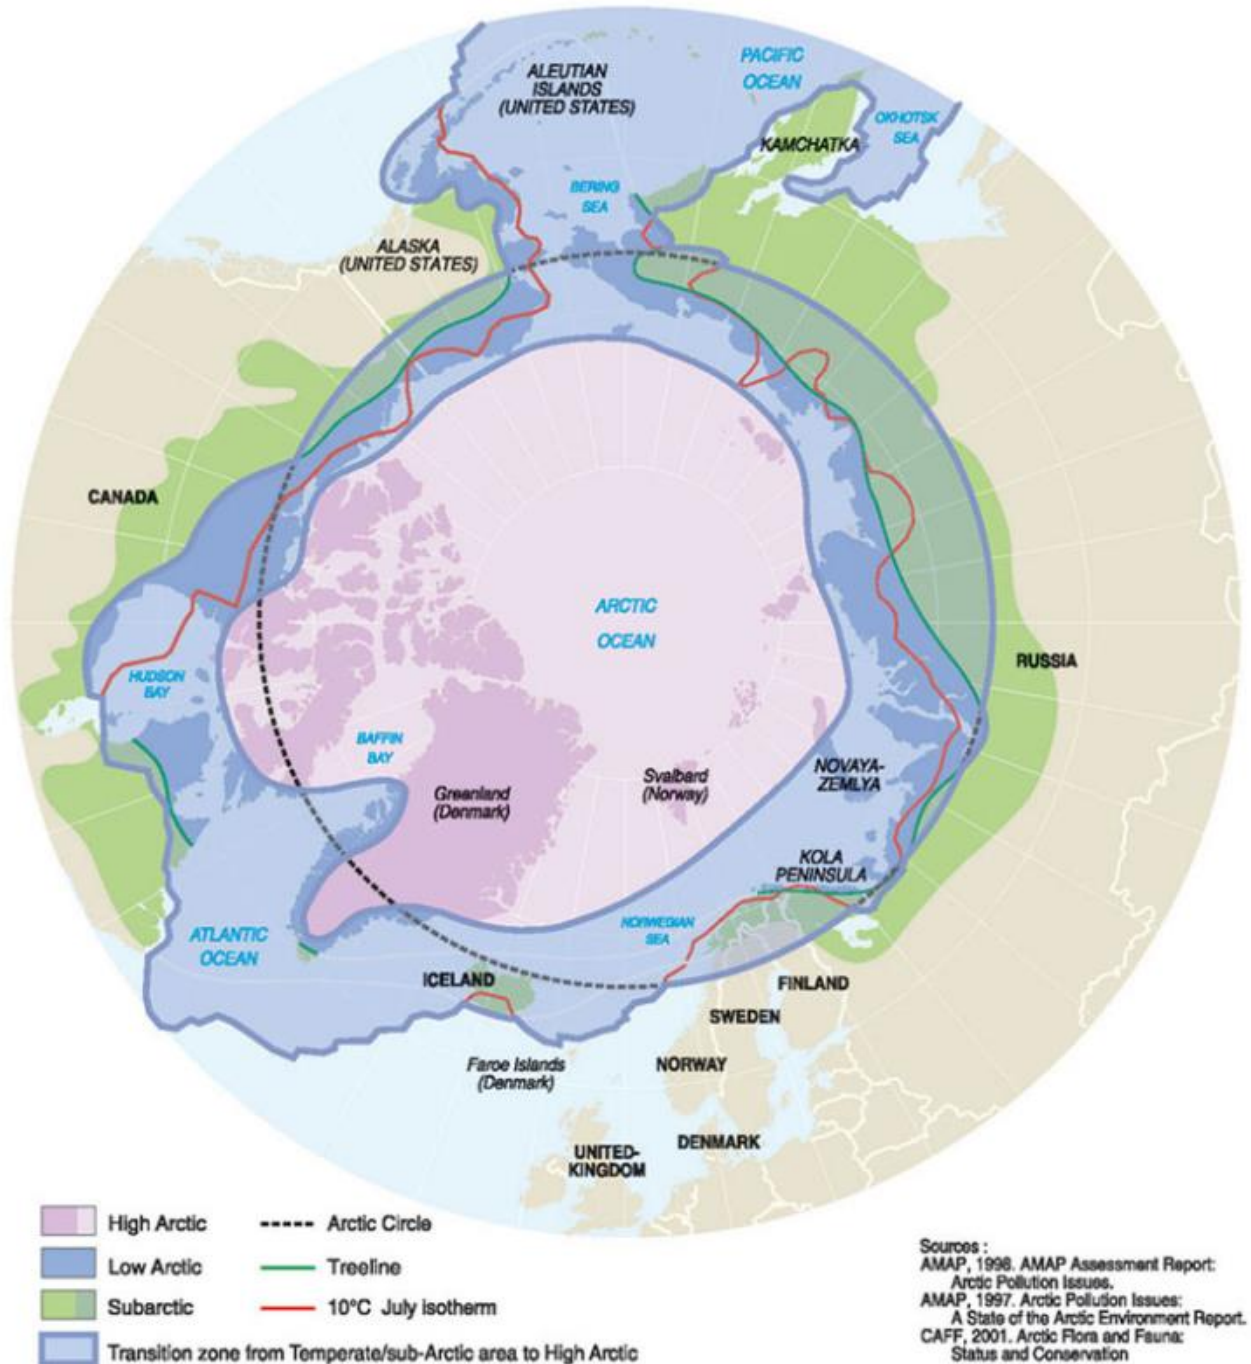 PACIFIC
OCEAN
ALEUTIAN
ISLANDS
(UNITED STATES)
OKHOTSK
SEA
KAMCHATKA
BERING
SEA
ALASKA
(UNITED STATES)
CANADA
ARCTIC
OCEAN
RUSSIA
HUDSON
BAY
BAFFIN
BAY
NOVAYA-
ZEMLYA
Svalbard
(Norway)
Greenland
(Denmark)
KOLA
PENINSULA
NORWEGIAN
SEA
ATLANTIC
OCEAN
ICELAND
FINLAND
SWEDEN
Faroe Islands
(Denmark)
NORWAY
DENMARK
UNITED-
KINGDOM
High Arctic
Arctic Circle
Low Arctic
Treeline
Subarctic
10°C July isotherm
Transition zone from Temperate/sub-Arctic area to High Arctic
Sources :
AMAP, 1998. AMAP Assessment Report:
Arctic Pollution Issues.
AMAP, 1997. Arctic Pollution Issues:
A State of the Arctic Environment Report.
CAFF, 2001. Arctic Flora and Fauna:
Status and Conservation